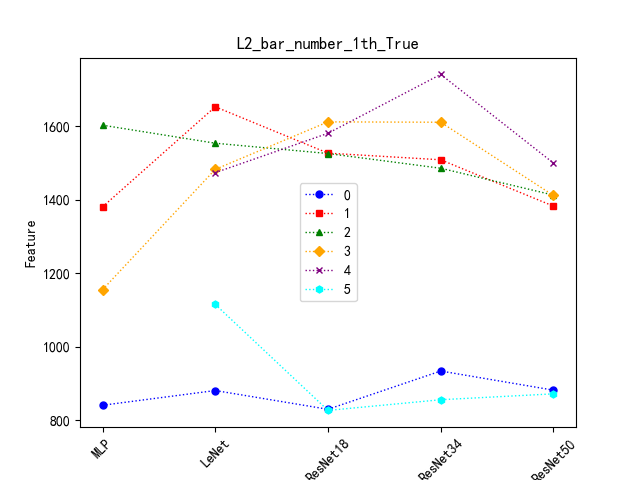 L2_bar_number_1th_True
Feature
1600
1400
1200
1000
800
0
1
2
3
4
5
MLP
LeNet
ResNet18
ResNet34
ResNet50